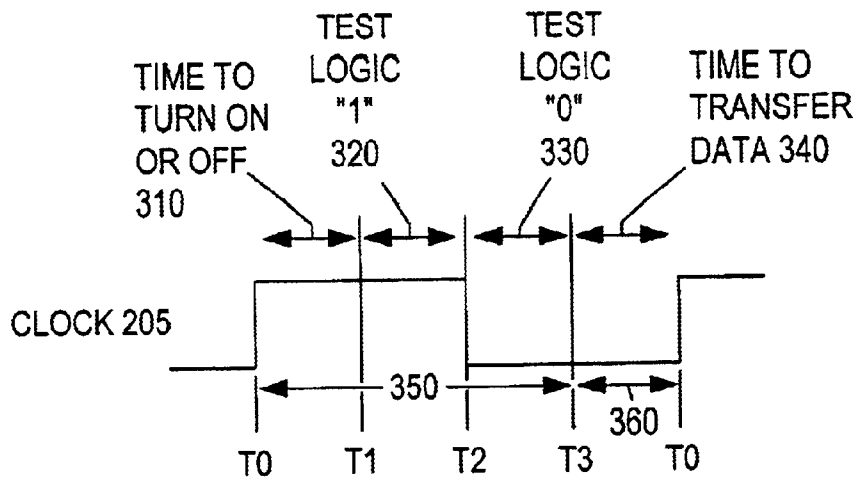 TIME TO
TURN ON
OR OFF
310
TEST
LOGIC
"1"
320
TEST
LOGIC
"0"
330
TIME TO
TRANSFER
DATA 340
CLOCK 205
350
360
T0 T1 T2 T3 T0